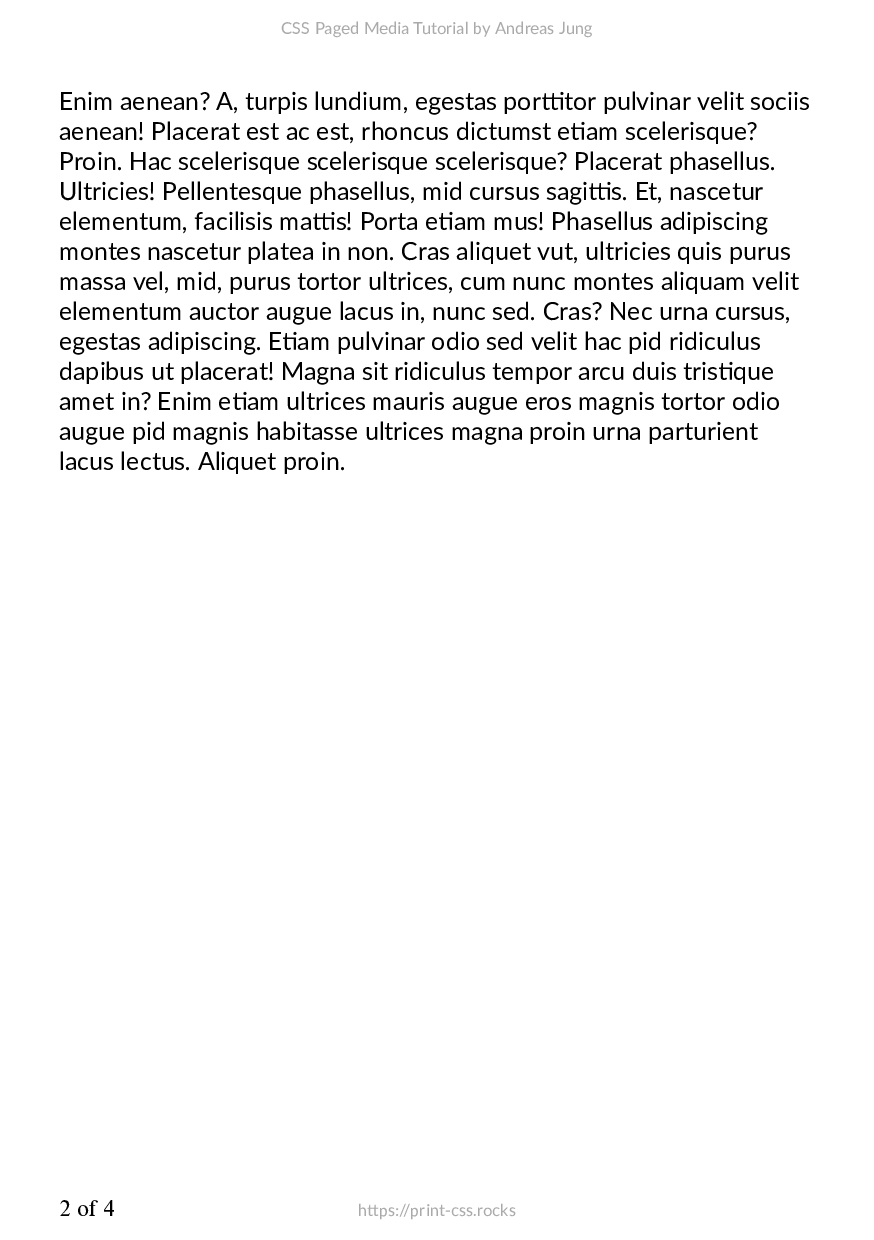 CSS Paged Media Tutorial by Andreas Jung
Enim aenean? A, turpis lundium, egestas porttitor pulvinar velit sociis
aenean! Placerat est ac est, rhoncus dictumst etiam scelerisque?
Proin. Hac scelerisque scelerisque scelerisque? Placerat phasellus.
Ultricies! Pellentesque phasellus, mid cursus sagittis. Et, nascetur
elementum, facilisis mattis! Porta etiam mus! Phasellus adipiscing
montes nascetur platea in non. Cras aliquet vut, ultricies quis purus
massa vel, mid, purus tortor ultrices, cum nunc montes aliquam velit
elementum auctor augue lacus in, nunc sed. Cras? Nec urna cursus,
egestas adipiscing. Etiam pulvinar odio sed velit hac pid ridiculus
dapibus ut placerat! Magna sit ridiculus tempor arcu duis tristique
amet in? Enim etiam ultrices mauris augue eros magnis tortor odio
augue pid magnis habitasse ultrices magna proin urna parturient
lacus lectus. Aliquet proin.
2 of 4
https://print-css.rocks